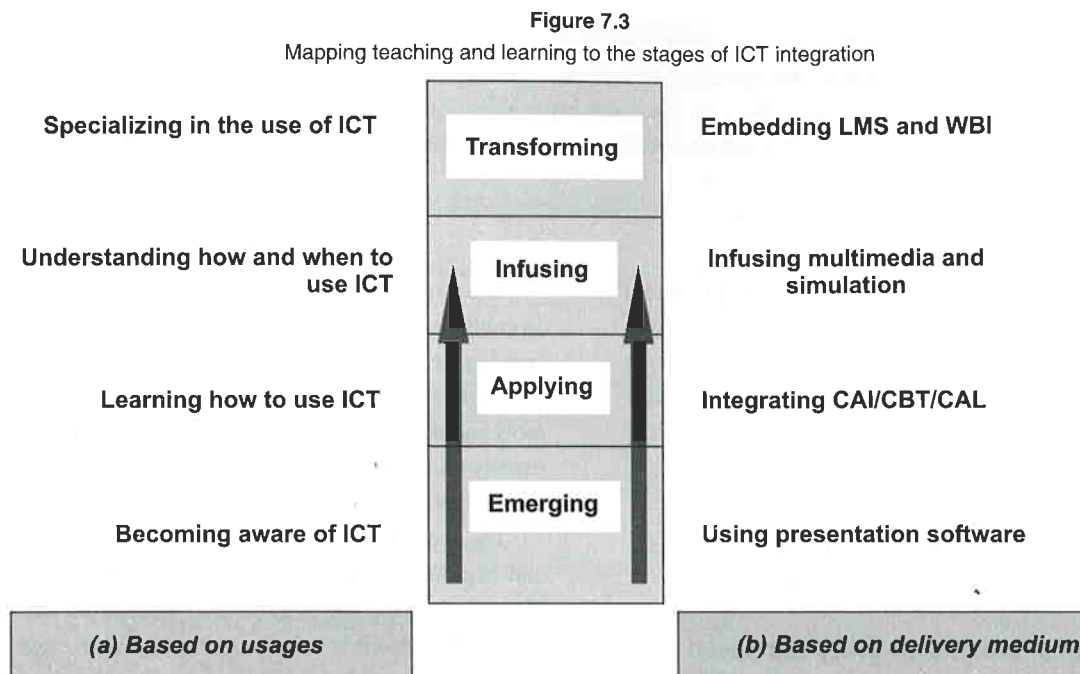 Figure 7.3
Mapping teaching and learning to the stages of ICT integration
Specializing in the use of ICT
Transforming
Embedding LMS and WBI
Understanding how and when to
use ICT
Infusing
Infusing multimedia and
simulation
Learning how to use ICT
Applying
Integrating CAI/CBT/CAL
Becoming aware of ICT
Emerging
Using presentation software
(a) Based on usages
(b) Based on delivery medium